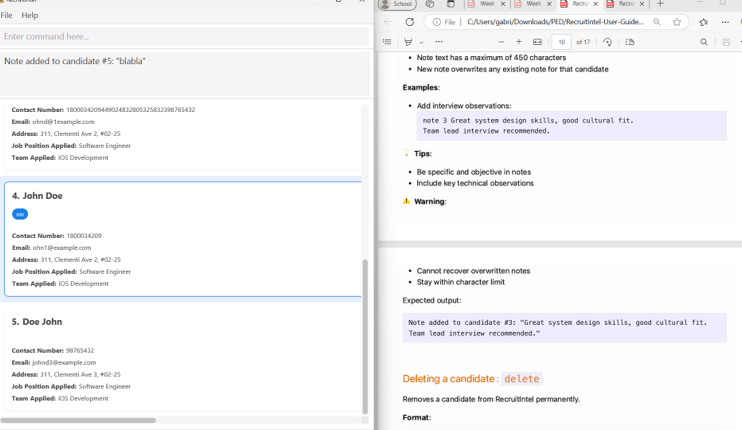 RecruitIntel
File Help
Enter command here...
Note added to candidate #5: "blabla"
Contact Number: 18000342094490248328053258323987​65432
Email: ohnd@1example.com
Address: 311, Clementi Ave 2, #02-25
Job Position Applied: Software Engineer
Team Applied: iOS Development
4. John Doe
Contact Number: 1800034209
Email: ohn1@example.com
Address: 311, Clementi Ave 2, #02-25
Job Position Applied: Software Engineer
Team Applied: iOS Development
5. Doe John
Contact Number: 98765432
Email: johnd3@example.com
Address: 311, Clementi Ave 3, #02-25
Job Position Applied: Software Engineer
Team Applied: iOS Development
School
Week
Week
Recru
Recru
File C:/Users/gabri/Downloads/PED/RecruitIntel-User-Guide...
10 of 17
• Note text has a maximum of 450 characters
• New note overwrites any existing note for that candidate
Examples:
• Add interview observations:
note 3 Great system design skills, good cultural fit.
Team lead interview recommended.
Tips:
• Be specific and objective in notes
• Include key technical observations
Warning:
• Cannot recover overwritten notes
• Stay within character limit
Expected output:
Note added to candidate #3: "Great system design skills, good cultural fit.
Team lead interview recommended."
Deleting a candidate : delete
Removes a candidate from RecruitIntel permanently.
Format: